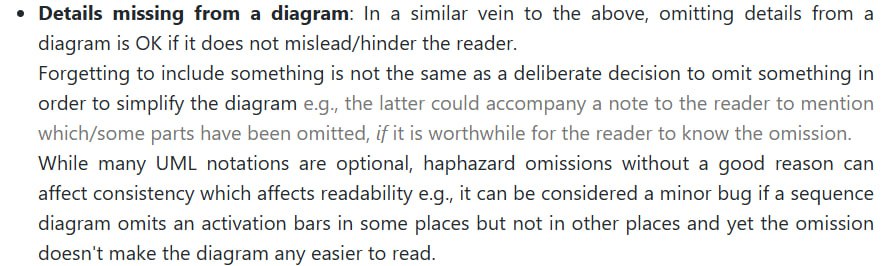 • Details missing from a diagram: In a similar vein to the above, omitting details from a
diagram is OK if it does not mislead/hinder the reader.
Forgetting to include something is not the same as a deliberate decision to omit something in
order to simplify the diagram e.g., the latter could accompany a note to the reader to mention
which/some parts have been omitted, if it is worthwhile for the reader to know the omission.
While many UML notations are optional, haphazard omissions without a good reason can
affect consistency which affects readability e.g., it can be considered a minor bug if a sequence
diagram omits an activation bars in some places but not in other places and yet the omission
doesn't make the diagram any easier to read.